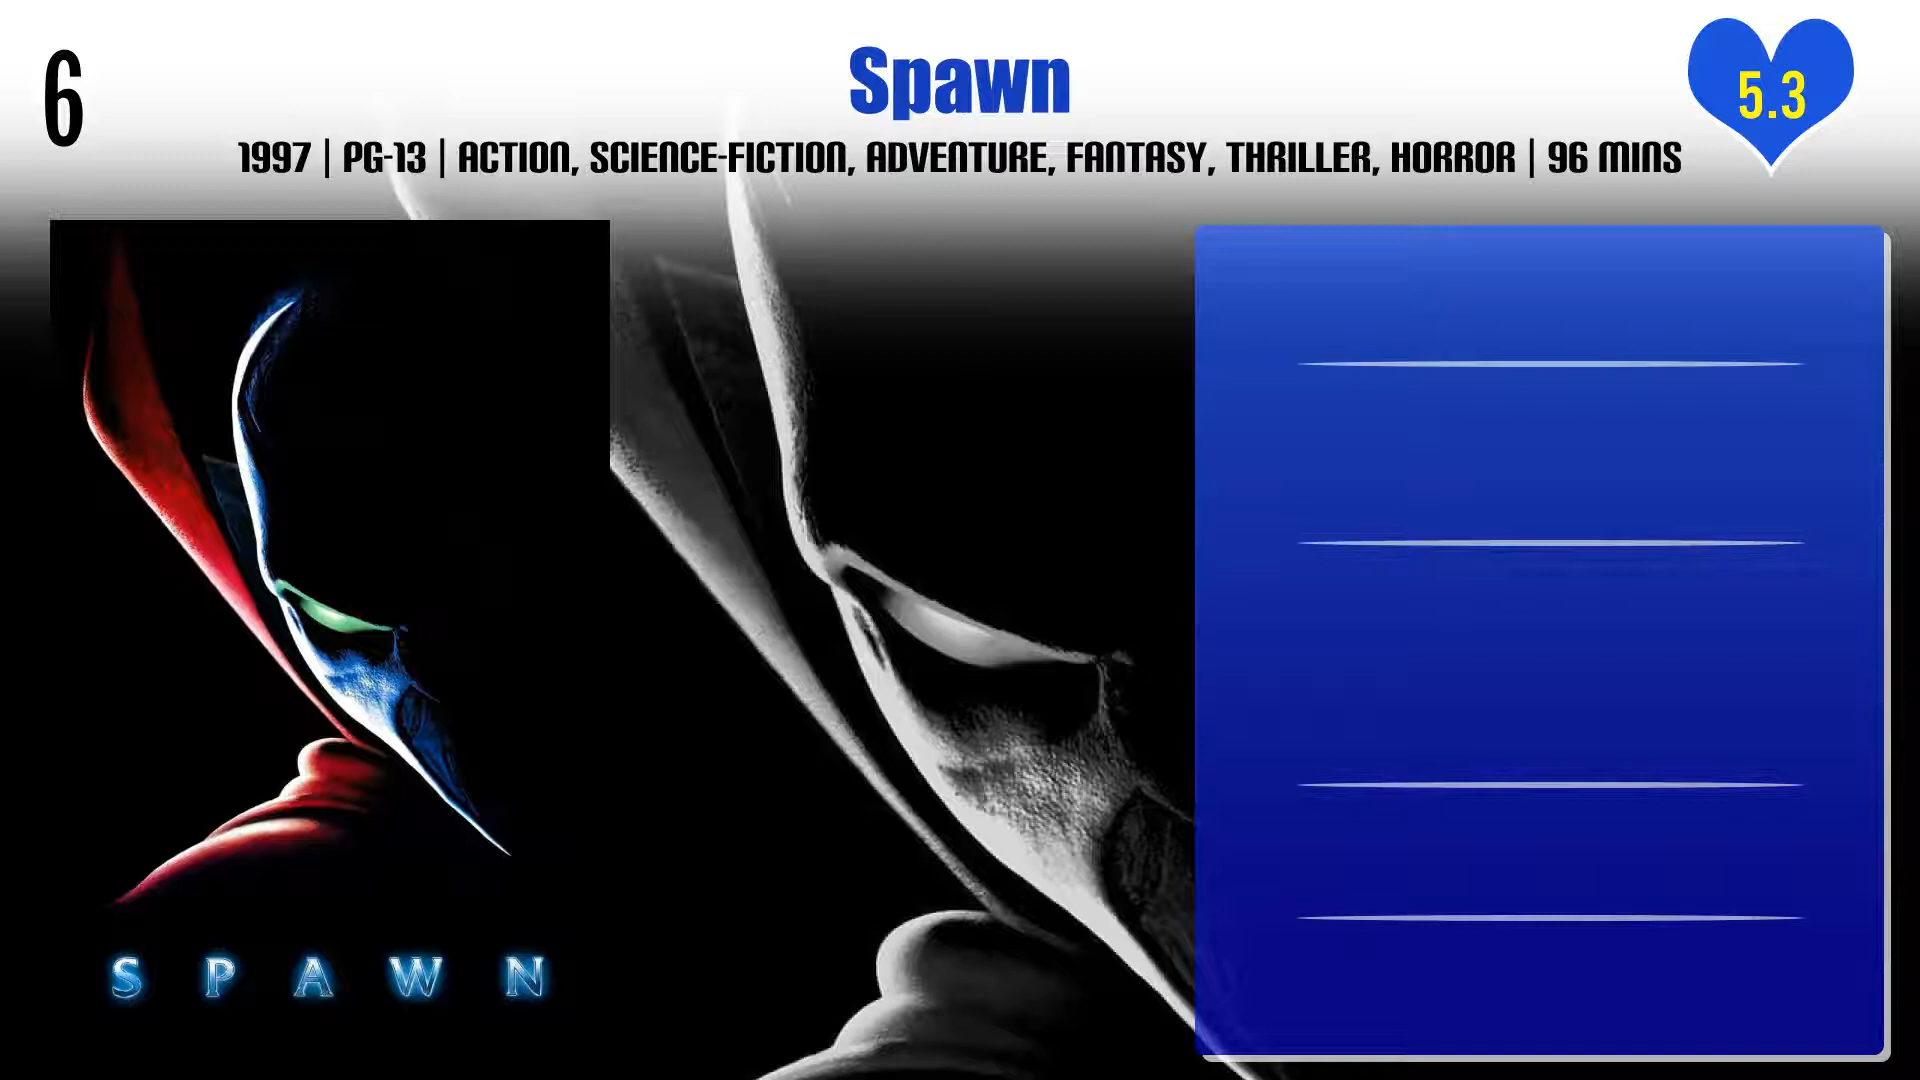 6
Spawn
5.3
1997 | PG-13 | ACTION, SCIENCE-FICTION, ADVENTURE, FANTASY, THRILLER, HORROR | 96 MINS
SPAWN